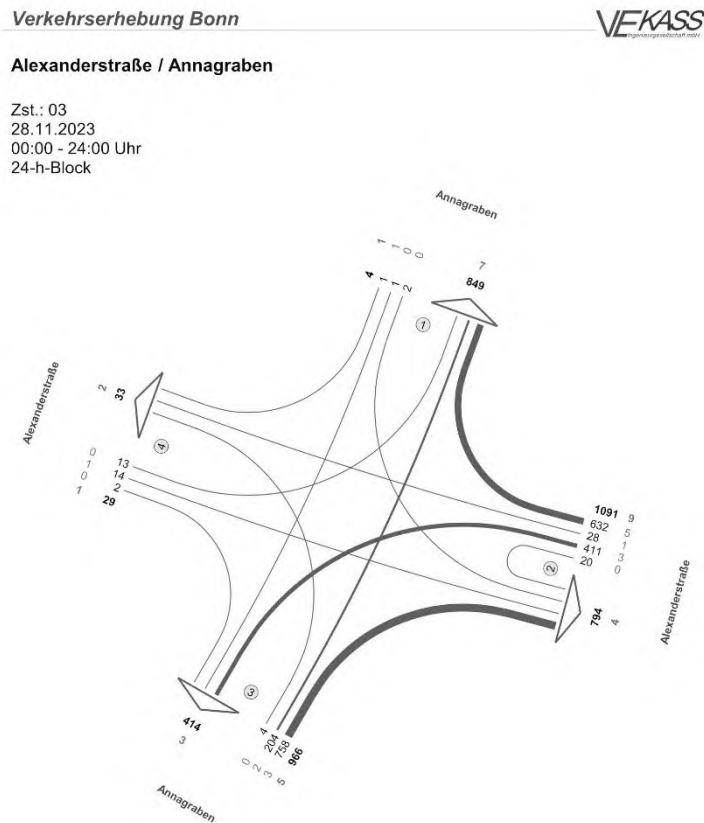 Verkehrserhebung Bonn
VEKASS
Ingenieurgesellschaft mbH
Alexanderstraße / Annagraben
Zst.: 03
28.11.2023
00:00 - 24:00 Uhr
24-h-Block
Annagraben
1 1 0 0
4 1 1 2
7
849
1
Alexanderstraße
2
33
4
0 13
1 14
0 2
1 29
1091 9
632 5
28 1
411 3
20 0
2
794 4
Alexanderstraße
3
414
3
4 204 758 966
0 2 3 5
Annagraben